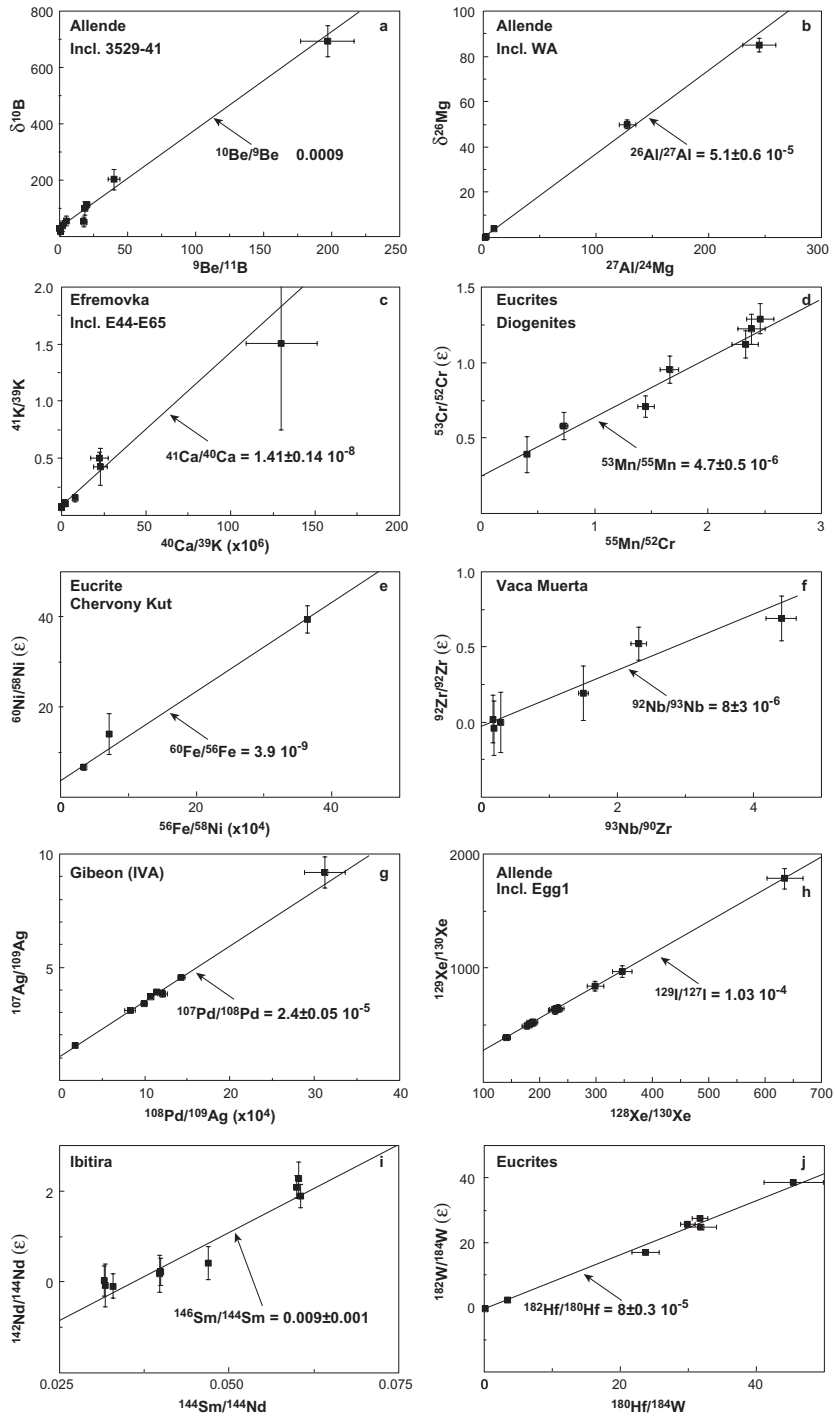 Allende
Incl. 3529-41
a
δ¹⁰B
600
400
200
¹⁰Be/⁹Be 0.0009
0 50 100 150 200 250
⁹Be/¹¹B
Allende
Incl. WA
b
δ²⁶Mg
100
80
60
40
20
0
²⁶Al/²⁷Al = 5.1±0.6 10⁻⁵
0 100 200 300
²⁷Al/²⁴Mg
Efremovka
Incl. E44-E65
c
⁴¹K/³⁹K
2.0
1.5
1.0
0.5
⁴¹Ca/⁴⁰Ca = 1.41±0.14 10⁻⁸
0 50 100 150 200
⁴⁰Ca/³⁹K (x10⁶)
Eucrites
Diogenites
d
⁵³Cr/⁵²Cr (ε)
1.5
1.0
0.5
0.0
⁵³Mn/⁵⁵Mn = 4.7±0.5 10⁻⁶
0 1 2 3
⁵⁵Mn/⁵²Cr
Eucrite
Chervony Kut
e
⁶⁰Ni/⁵⁸Ni (ε)
40
20
⁶⁰Fe/⁵⁶Fe = 3.9 10⁻⁹
0 20 40
⁵⁶Fe/⁵⁸Ni (x10⁴)
Vaca Muerta
f
⁹²Zr/⁹²Zr (ε)
1.0
0.5
0.0
⁹²Nb/⁹³Nb = 8±3 10⁻⁶
0 2 4
⁹³Nb/⁹⁰Zr
Gibeon (IVA)
g
¹⁰⁷Ag/¹⁰⁹Ag
10
5
¹⁰⁷Pd/¹⁰⁸Pd = 2.4±0.05 10⁻⁵
0 10 20 30 40
¹⁰⁸Pd/¹⁰⁹Ag (x10⁴)
Allende
Incl. Egg1
h
¹²⁹Xe/¹³⁰Xe
2000
1000
¹²⁹I/¹²⁷I = 1.03 10⁻⁴
100 200 300 400 500 600 700
¹²⁸Xe/¹³⁰Xe
Ibitira
i
¹⁴²Nd/¹⁴⁴Nd (ε)
2
0
¹⁴⁶Sm/¹⁴⁴Sm = 0.009±0.001
0.025 0.050 0.075
¹⁴⁴Sm/¹⁴⁴Nd
Eucrites
j
¹⁸²W/¹⁸⁴W (ε)
40
20
0
¹⁸²Hf/¹⁸⁰Hf = 8±0.3 10⁻⁵
0 20 40
¹⁸⁰Hf/¹⁸⁴W